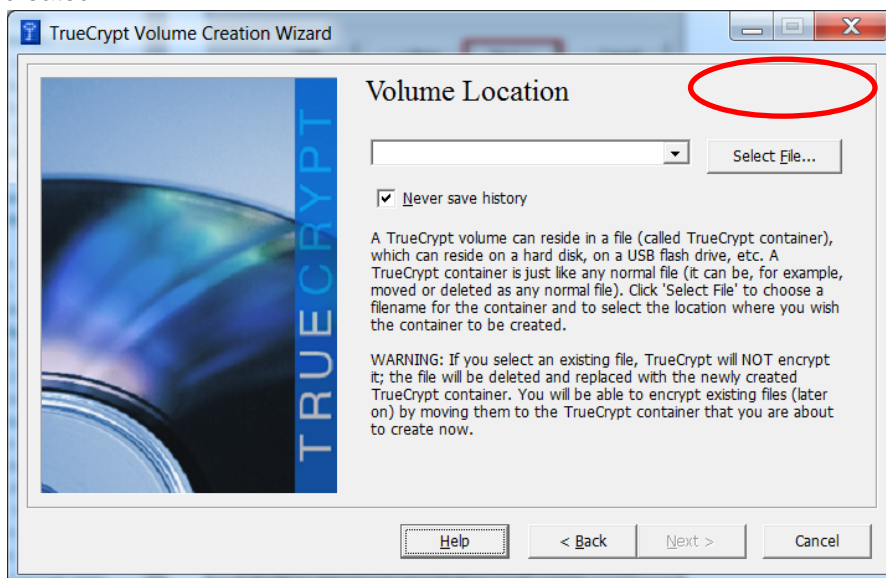 TrueCrypt Volume Creation Wizard
TRUECRYPT
Volume Location
Select File...
Never save history
A TrueCrypt volume can reside in a file (called TrueCrypt container),
which can reside on a hard disk, on a USB flash drive, etc. A
TrueCrypt container is just like any normal file (it can be, for example,
moved or deleted as any normal file). Click 'Select File' to choose a
filename for the container and to select the location where you wish
the container to be created.
WARNING: If you select an existing file, TrueCrypt will NOT encrypt
it; the file will be deleted and replaced with the newly created
TrueCrypt container. You will be able to encrypt existing files (later
on) by moving them to the TrueCrypt container that you are about
to create now.
Help
< Back
Next >
Cancel